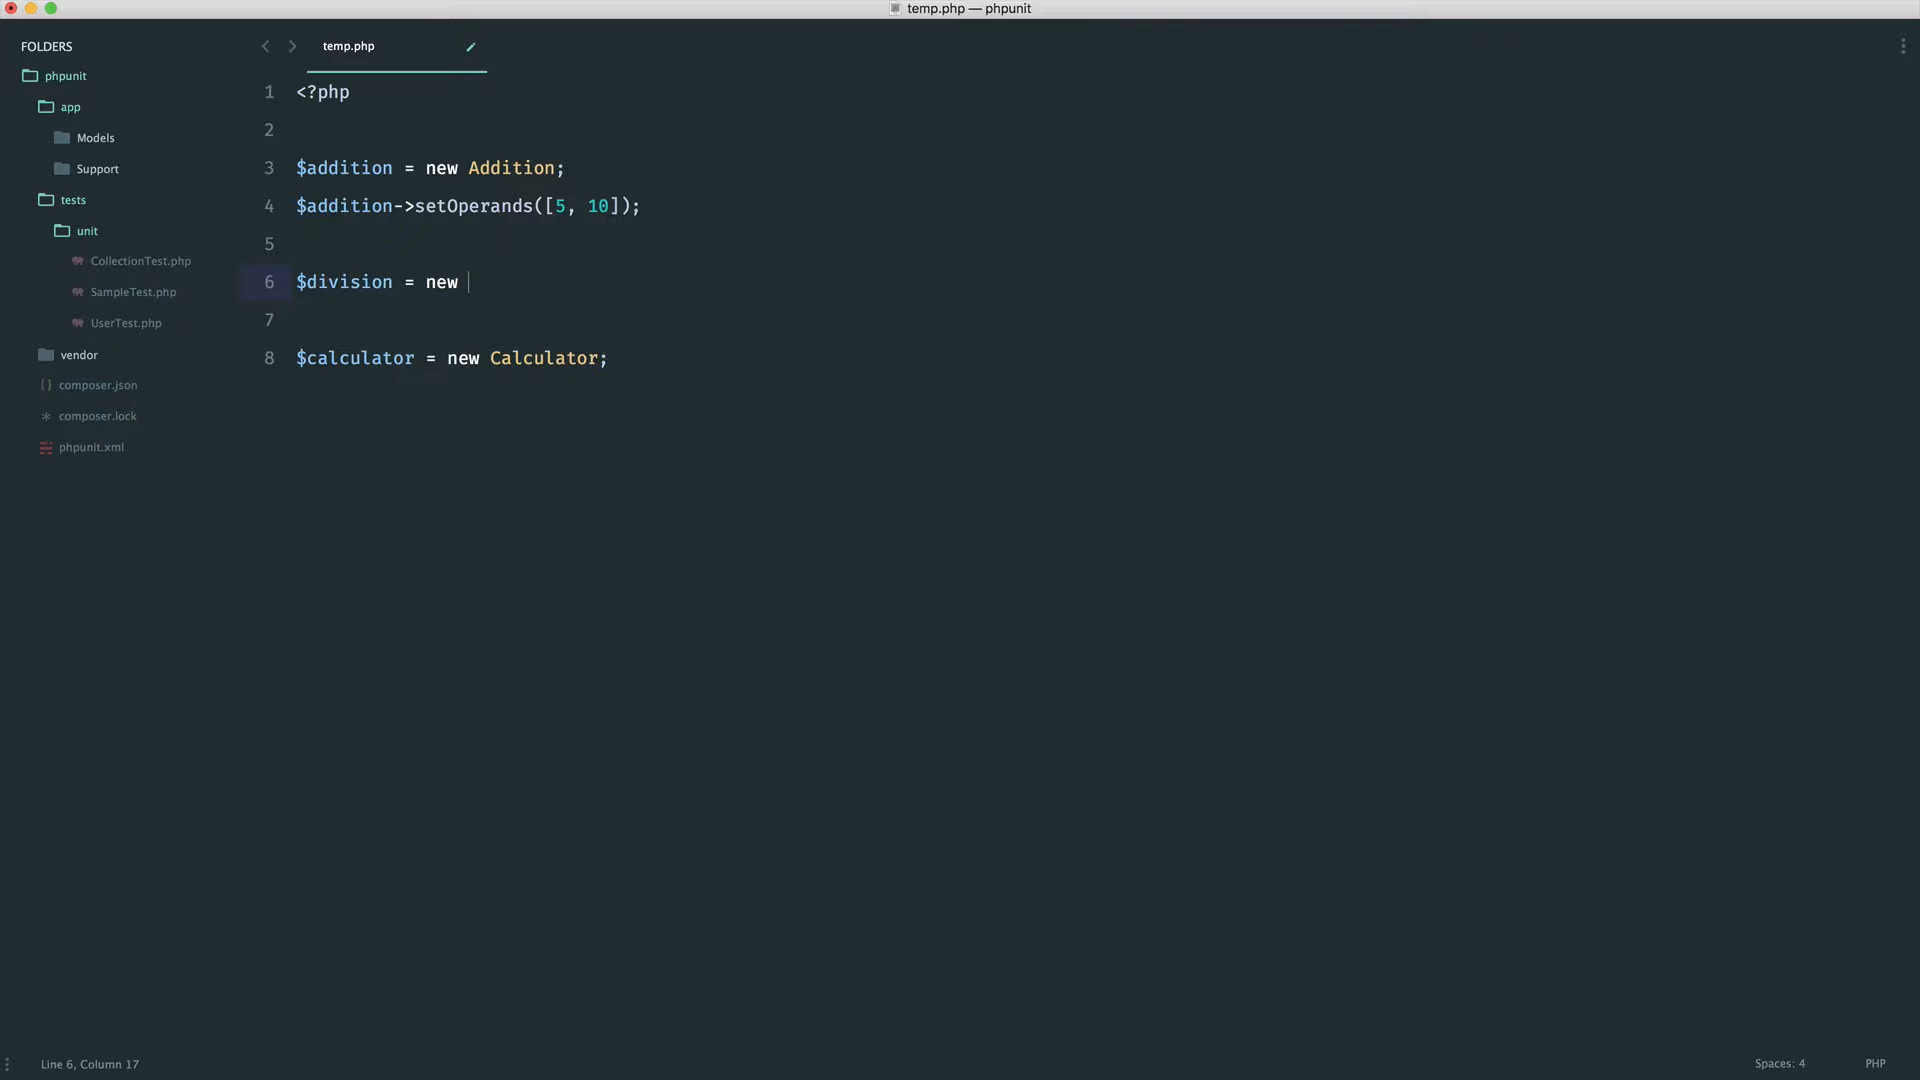 temp.php — phpunit
FOLDERS
phpunit
app
Models
Support
tests
unit
CollectionTest.php
SampleTest.php
UserTest.php
vendor
composer.json
composer.lock
phpunit.xml
temp.php
1 <?php
2
3 $addition = new Addition;
4 $addition->setOperands([5, 10]);
5
6 $division = new
7
8 $calculator = new Calculator;
Line 6, Column 17
Spaces: 4
PHP